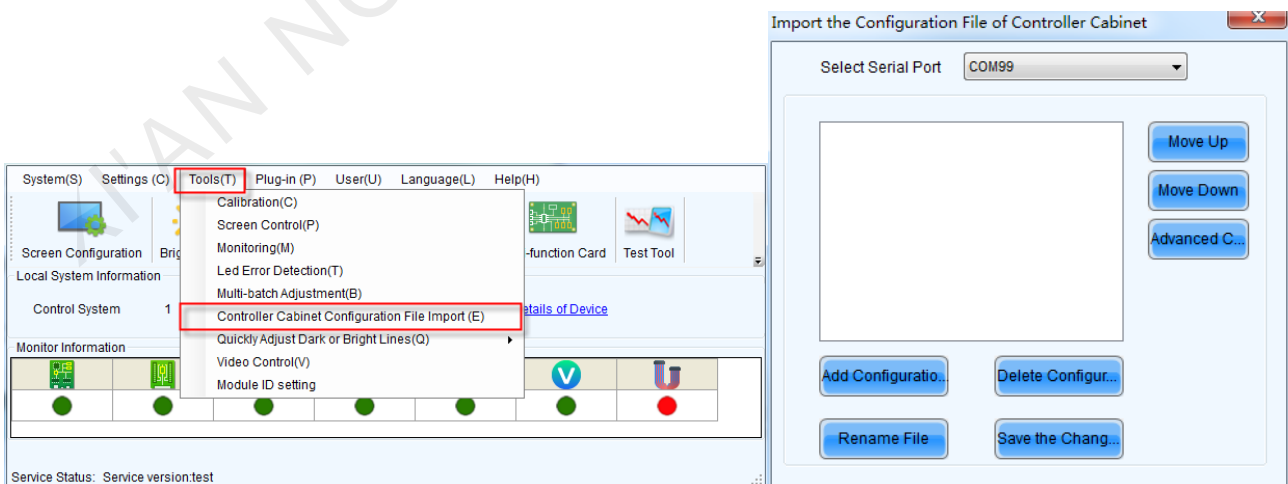 XI'AN NO
Import the Configuration File of Controller Cabinet
Select Serial Port COM99
Move Up
Move Down
Advanced C...
Add Configuratio... Delete Configur...
Rename File Save the Chang...
System(S) Settings (C) Tools(T) Plug-in (P) User(U) Language(L) Help(H)
Calibration(C)
Screen Control(P)
Monitoring(M)
Led Error Detection(T)
Multi-batch Adjustment(B)
Controller Cabinet Configuration File Import (E)
Quickly Adjust Dark or Bright Lines(Q)
Video Control(V)
Module ID setting
Screen Configuration Brig -function Card Test Tool
Local System Information
Control System 1 etails of Device
Monitor Information
V
Service Status: Service version:test